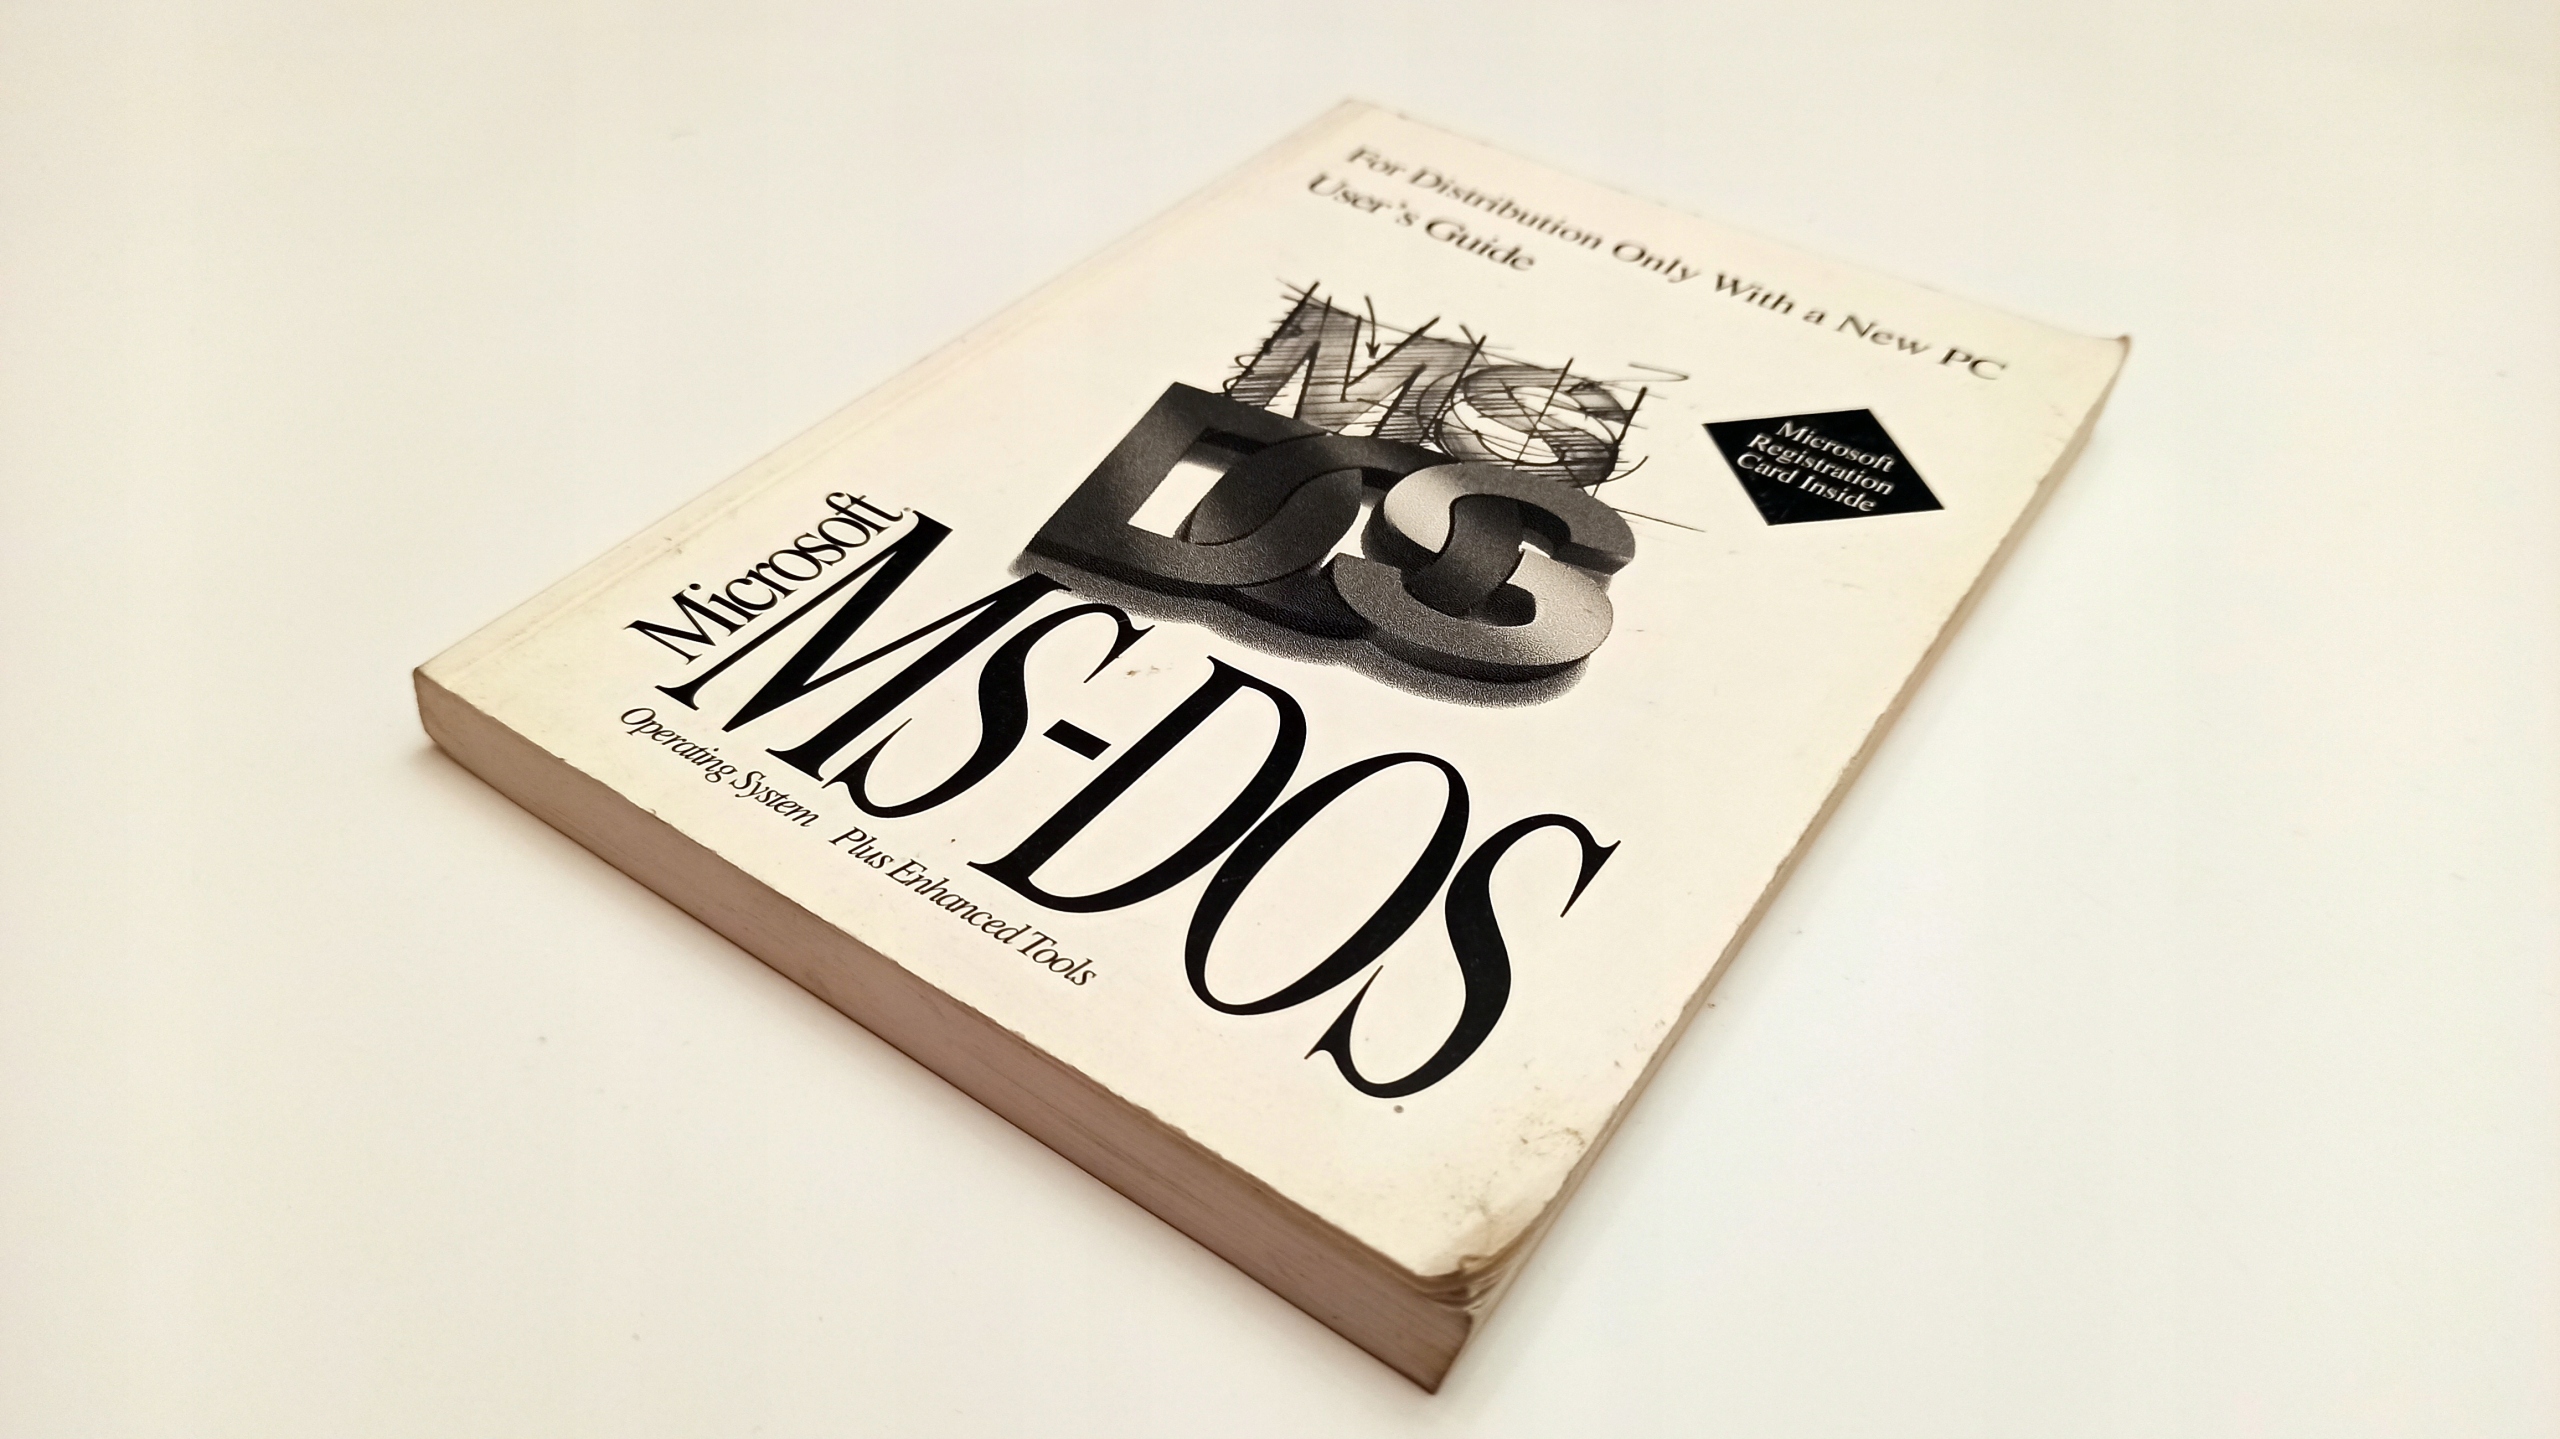 For Distribution Only With a New PC
User's Guide
MS
DOS
Microsoft
Registration
Card Inside
Microsoft®
MS-DOS®
Operating System Plus Enhanced Tools